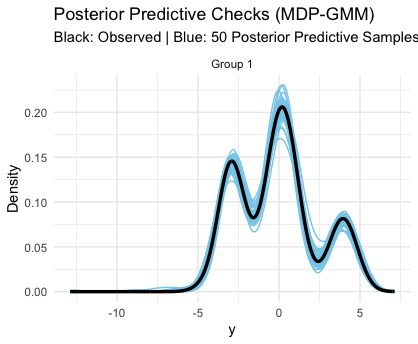 Posterior Predictive Checks (MDP-GMM)
Black: Observed | Blue: 50 Posterior Predictive Samples
Group 1
0.20
0.15
0.10
0.05
0.00
Density
-10 -5 0 5
y